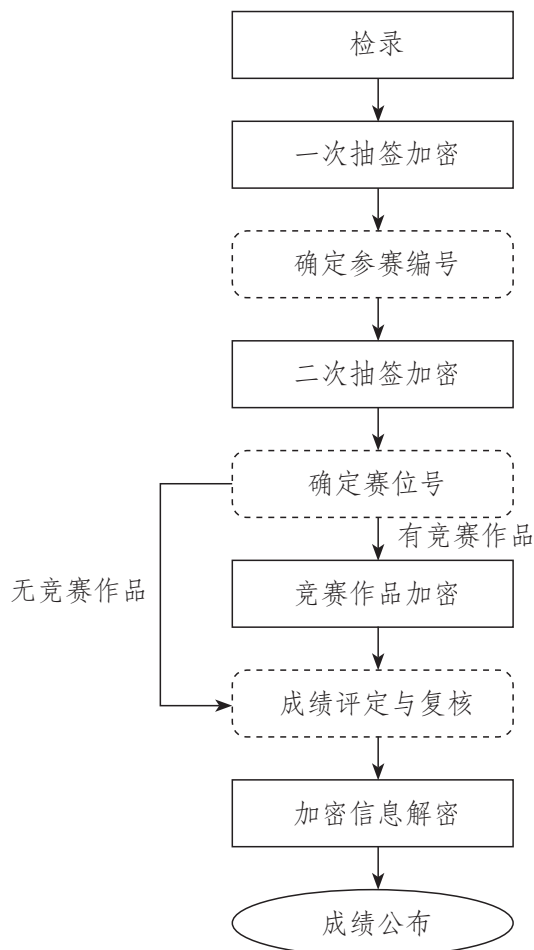 检录
一次抽签加密
确定参赛编号
二次抽签加密
确定赛位号
有竞赛作品
无竞赛作品
竞赛作品加密
成绩评定与复核
加密信息解密
成绩公布